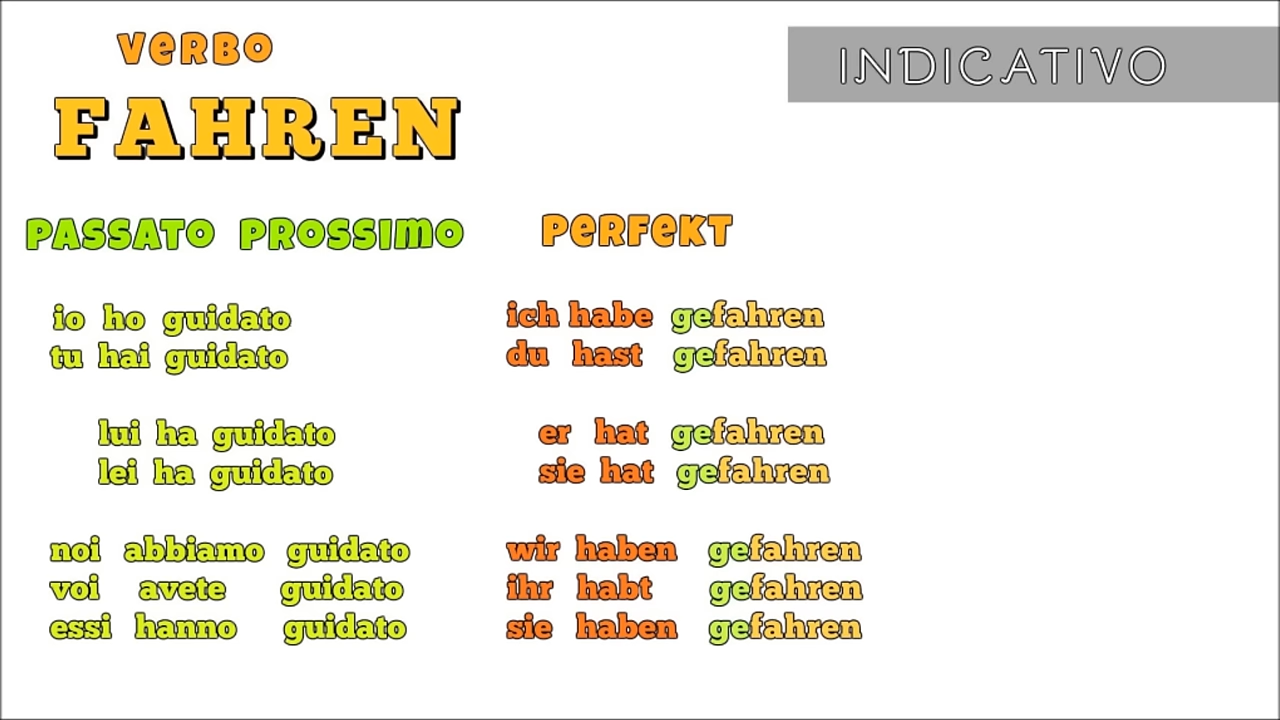 VERBO
INDICATIVO
FAHREN
PASSATO PROSSIMO
PERFEKT
io ho guidato
ich habe gefahren
tu hai guidato
du hast gefahren
lui ha guidato
er hat gefahren
lei ha guidato
sie hat gefahren
noi abbiamo guidato
wir haben gefahren
voi avete guidato
ihr habt gefahren
essi hanno guidato
sie haben gefahren